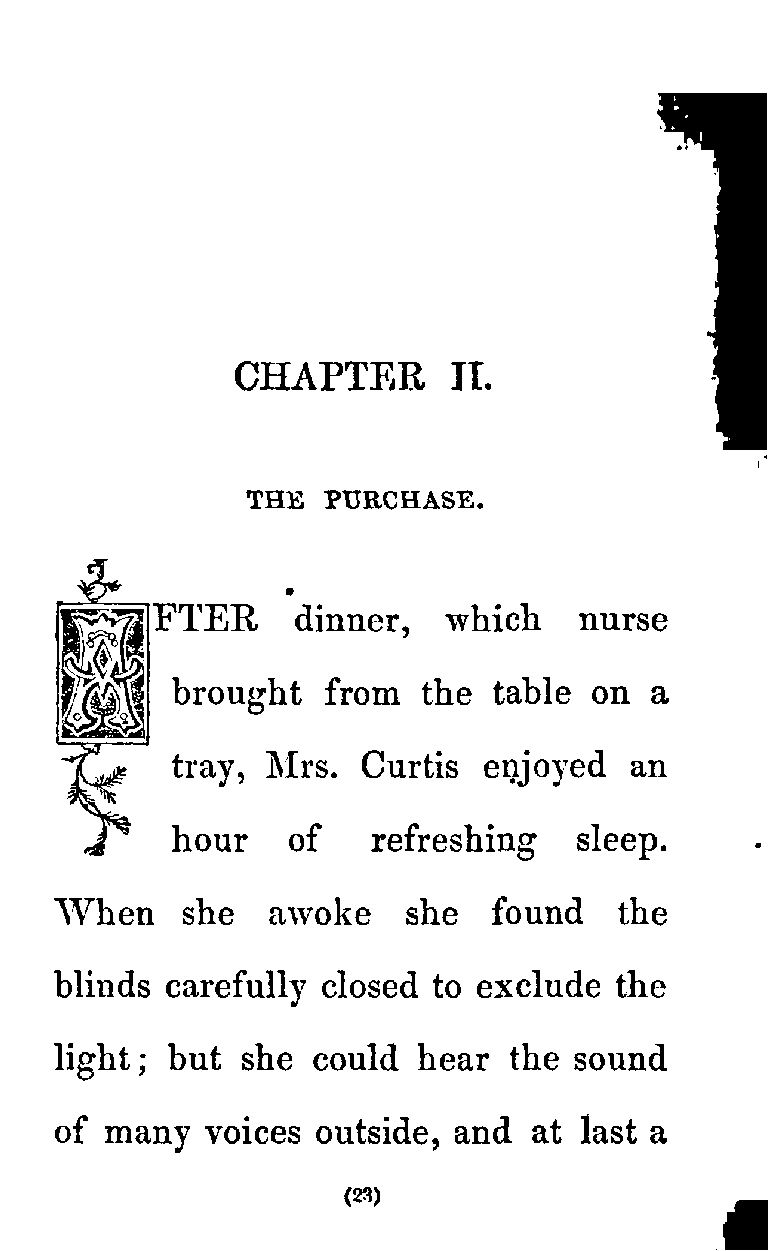 CHAPTER II.
THE PURCHASE.
AFTER dinner, which nurse
brought from the table on a
tray, Mrs. Curtis enjoyed an
hour of refreshing sleep.
When she awoke she found the
blinds carefully closed to exclude the
light; but she could hear the sound
of many voices outside, and at last a
(23)